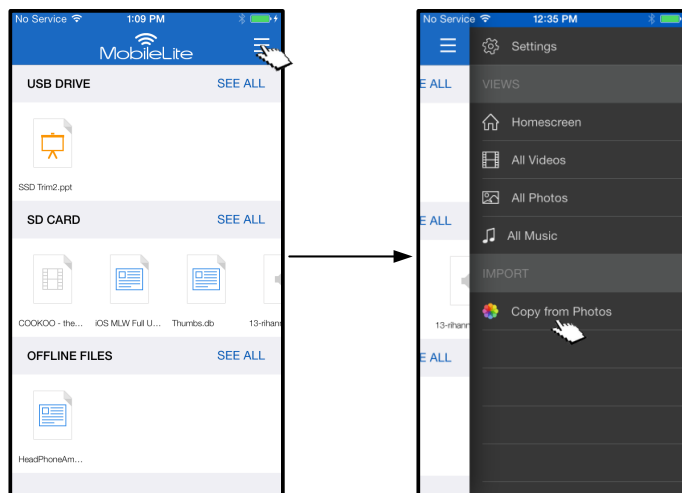 No Service 1:09 PM
MobileLite
USB DRIVE SEE ALL
SSD Trim2.ppt
SD CARD SEE ALL
COOKOO - the... iOS MLW Full U... Thumbs.db 13-rihann
OFFLINE FILES SEE ALL
HeadPhoneAm...
No Service 12:35 PM
Settings
E ALL VIEWS
Homescreen
All Videos
All Photos
E ALL
All Music
IMPORT
Copy from Photos
13-rihann
E ALL